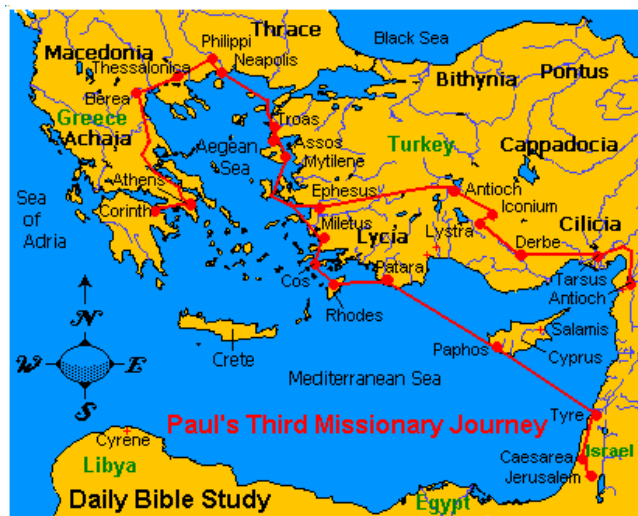 Philippi
Thrace
Black Sea
Macedonia
Neapolis
Thessalonica
Bithynia
Pontus
Berea
Greece
Achaja
Troas
Assos
Turkey
Aegean
Sea
Mytilene
Cappadocia
Athens
Ephesus
Antioch
Iconium
Sea
of
Adria
Corinth
Miletus
Lycia
Lystra
Cilicia
Derbe
Cos
Patara
Tarsus
Antioch
Rhodes
N
W
E
S
Crete
Paphos
Salamis
Cyprus
Mediterranean Sea
Paul's Third Missionary Journey
Tyre
Cyrene
Libya
Caesarea
Israel
Jerusalem
Daily Bible Study
Egypt